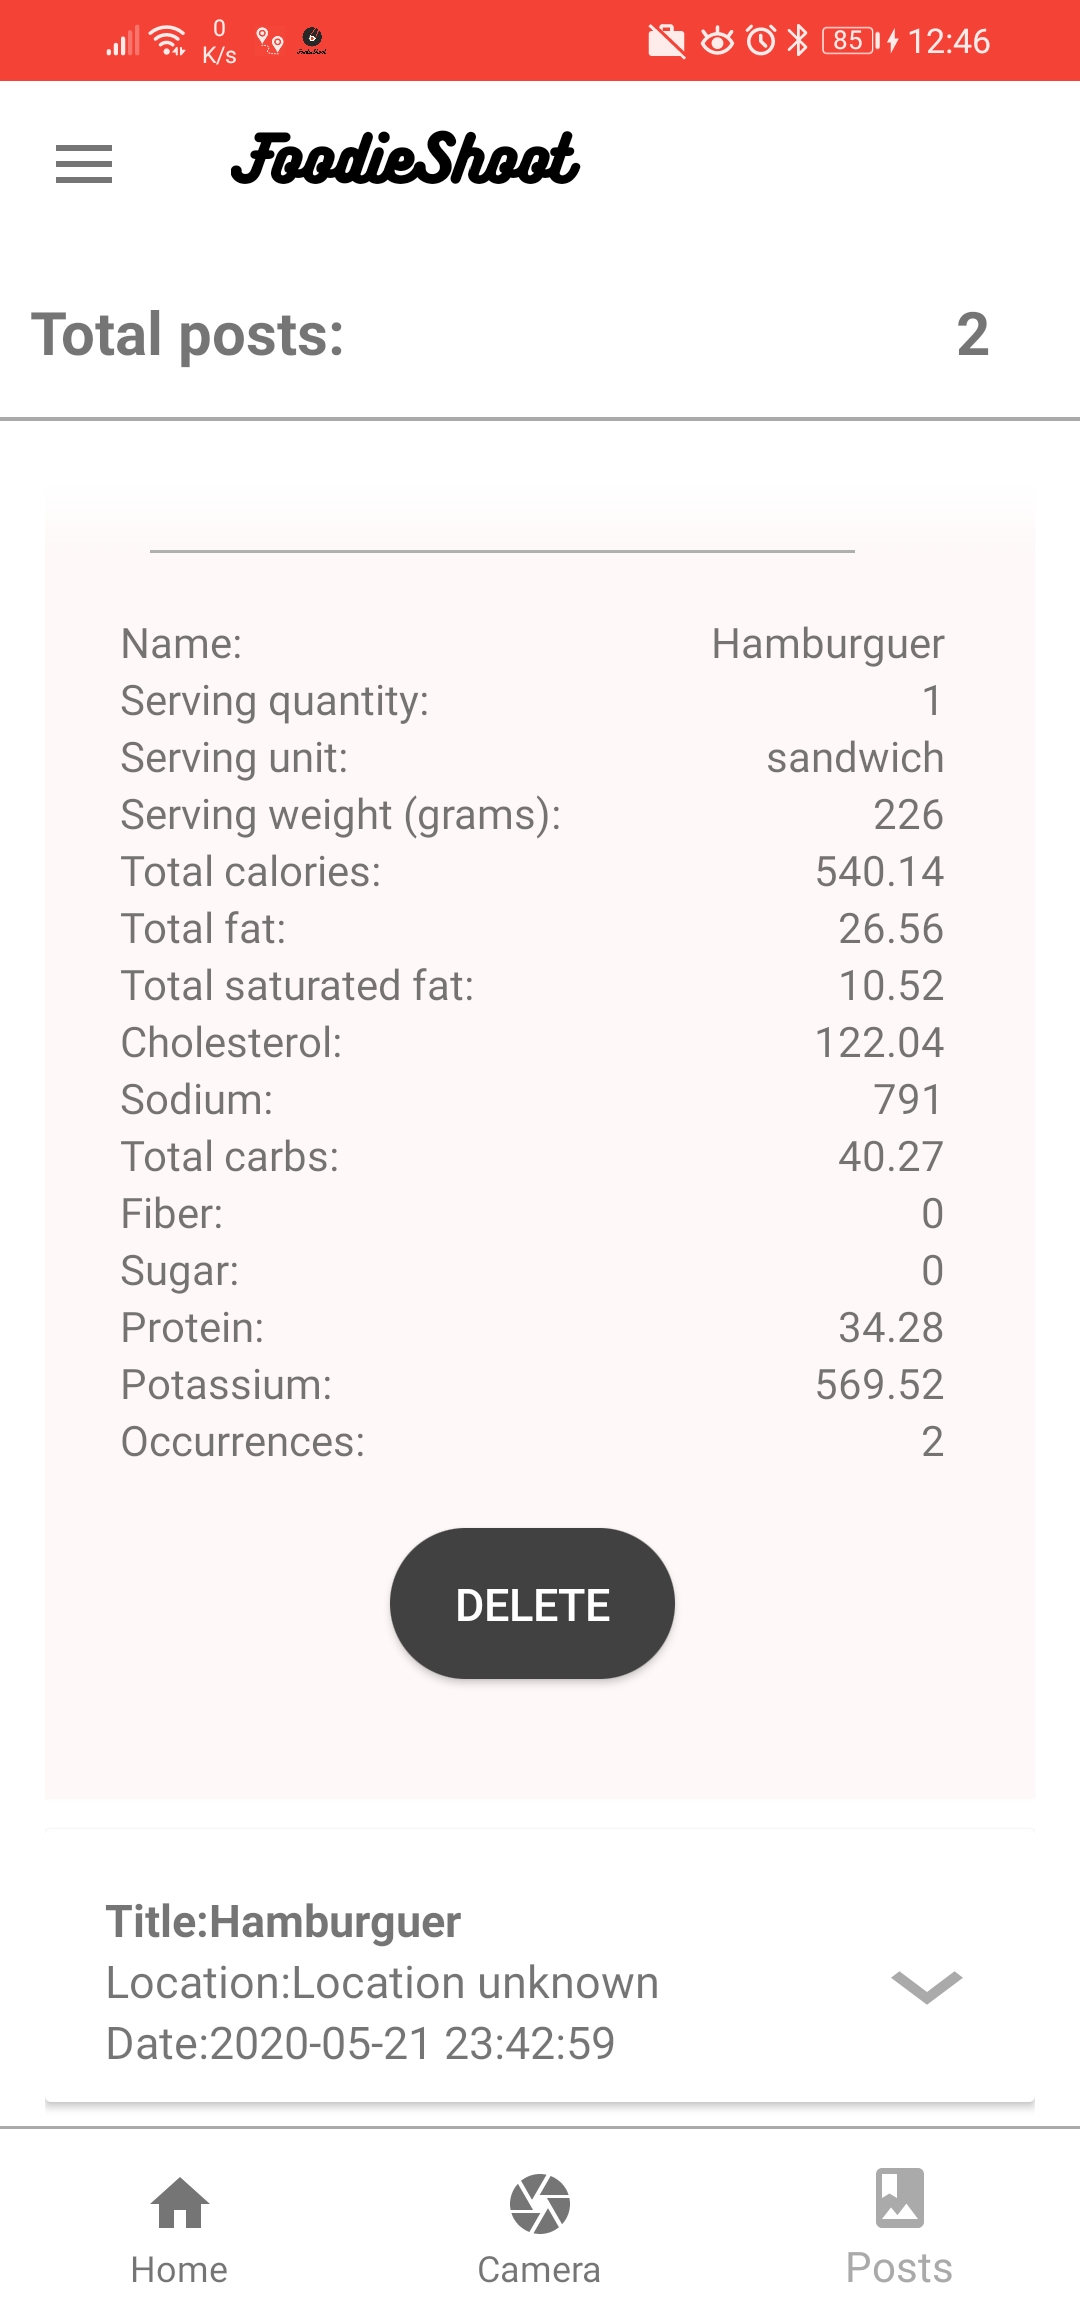 0
K/s
85 12:46
FoodieShoot
Total posts: 2
Name: Hamburguer
Serving quantity: 1
Serving unit: sandwich
Serving weight (grams): 226
Total calories: 540.14
Total fat: 26.56
Total saturated fat: 10.52
Cholesterol: 122.04
Sodium: 791
Total carbs: 40.27
Fiber: 0
Sugar: 0
Protein: 34.28
Potassium: 569.52
Occurrences: 2
DELETE
Title:Hamburguer
Location:Location unknown
Date:2020-05-21 23:42:59
Home Camera Posts